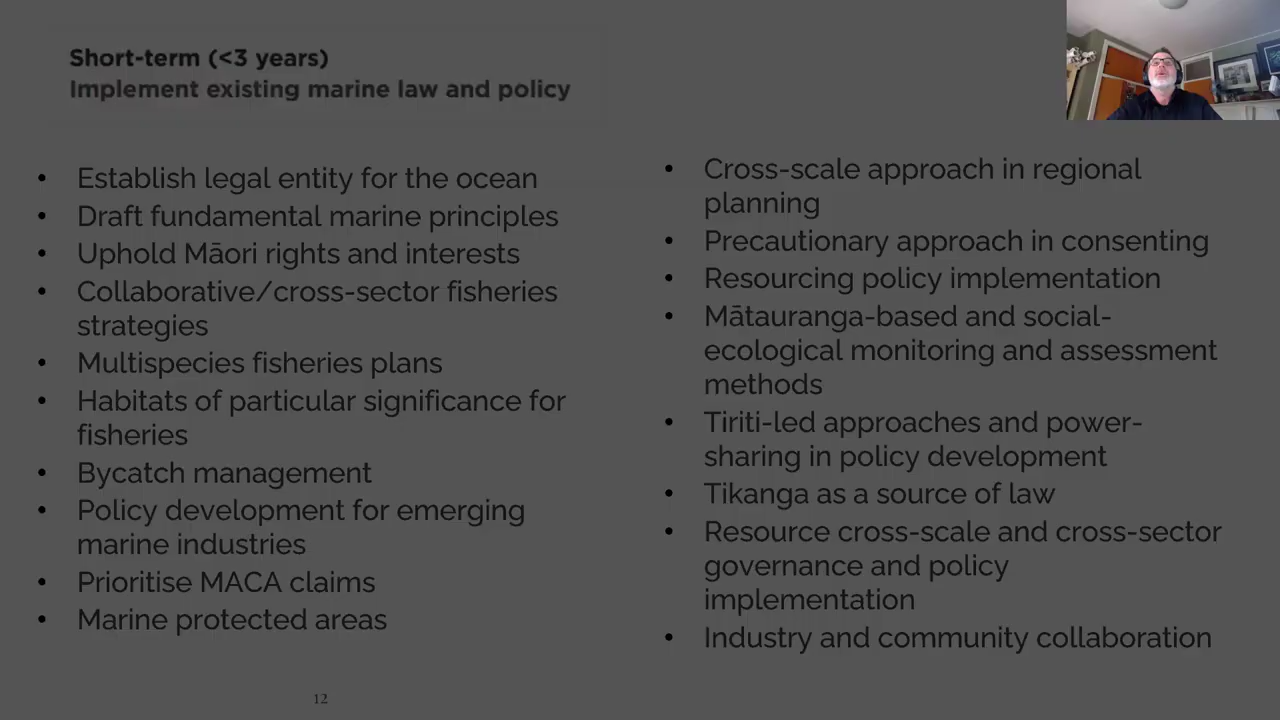 Short-term (<3 years)
Implement existing marine law and policy
• Establish legal entity for the ocean
• Draft fundamental marine principles
• Uphold Māori rights and interests
• Collaborative/cross-sector fisheries
strategies
• Multispecies fisheries plans
• Habitats of particular significance for
fisheries
• Bycatch management
• Policy development for emerging
marine industries
• Prioritise MACA claims
• Marine protected areas
• Cross-scale approach in regional
planning
• Precautionary approach in consenting
• Resourcing policy implementation
• Mātauranga-based and social-
ecological monitoring and assessment
methods
• Tiriti-led approaches and power-
sharing in policy development
• Tikanga as a source of law
• Resource cross-scale and cross-sector
governance and policy
implementation
• Industry and community collaboration
12